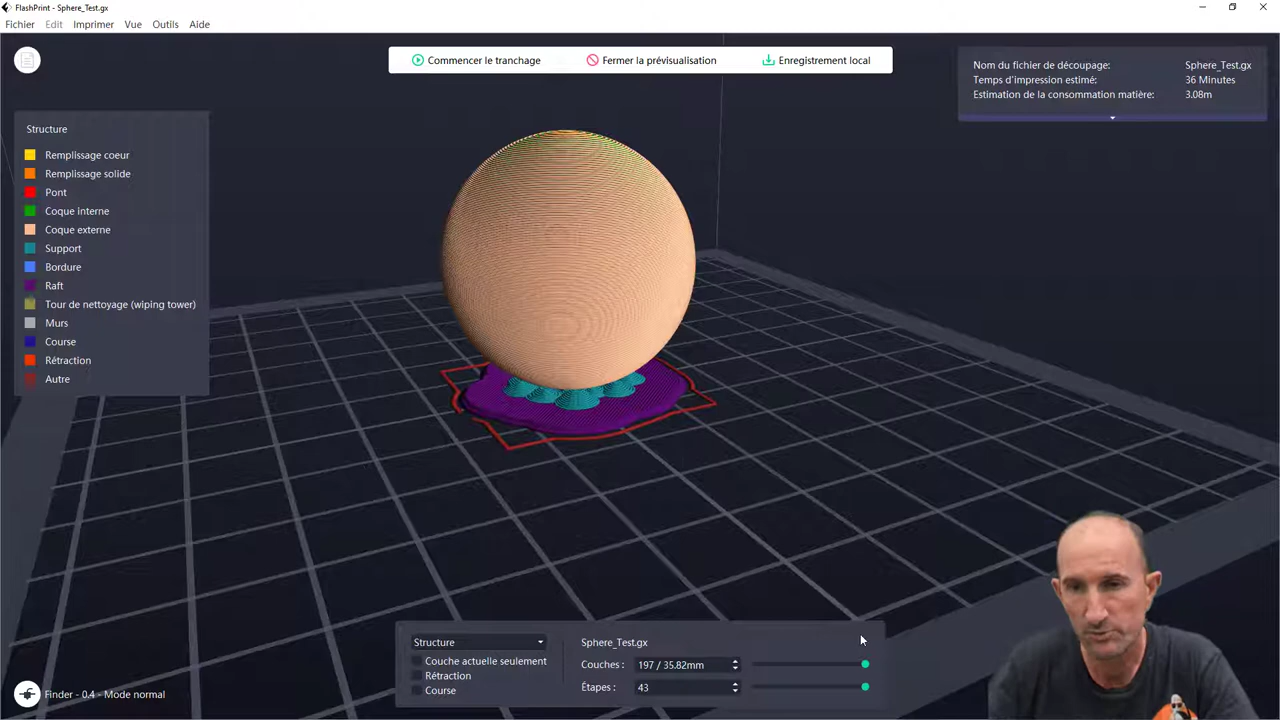 FlashPrint - Sphere_Test.gx
Fichier Edit Imprimer Vue Outils Aide
Commencer le tranchage Fermer la prévisualisation Enregistrement local
Nom du fichier de découpage: Sphere_Test.gx
Temps d'impression estimé: 36 Minutes
Estimation de la consommation matière: 3.08m
Structure
Remplissage coeur
Remplissage solide
Pont
Coque interne
Coque externe
Support
Bordure
Raft
Tour de nettoyage (wiping tower)
Murs
Course
Rétraction
Autre
Structure
Couche actuelle seulement
Rétraction
Course
Sphere_Test.gx
Couches : 197 / 35.82mm
Étapes : 43
Finder - 0.4 - Mode normal